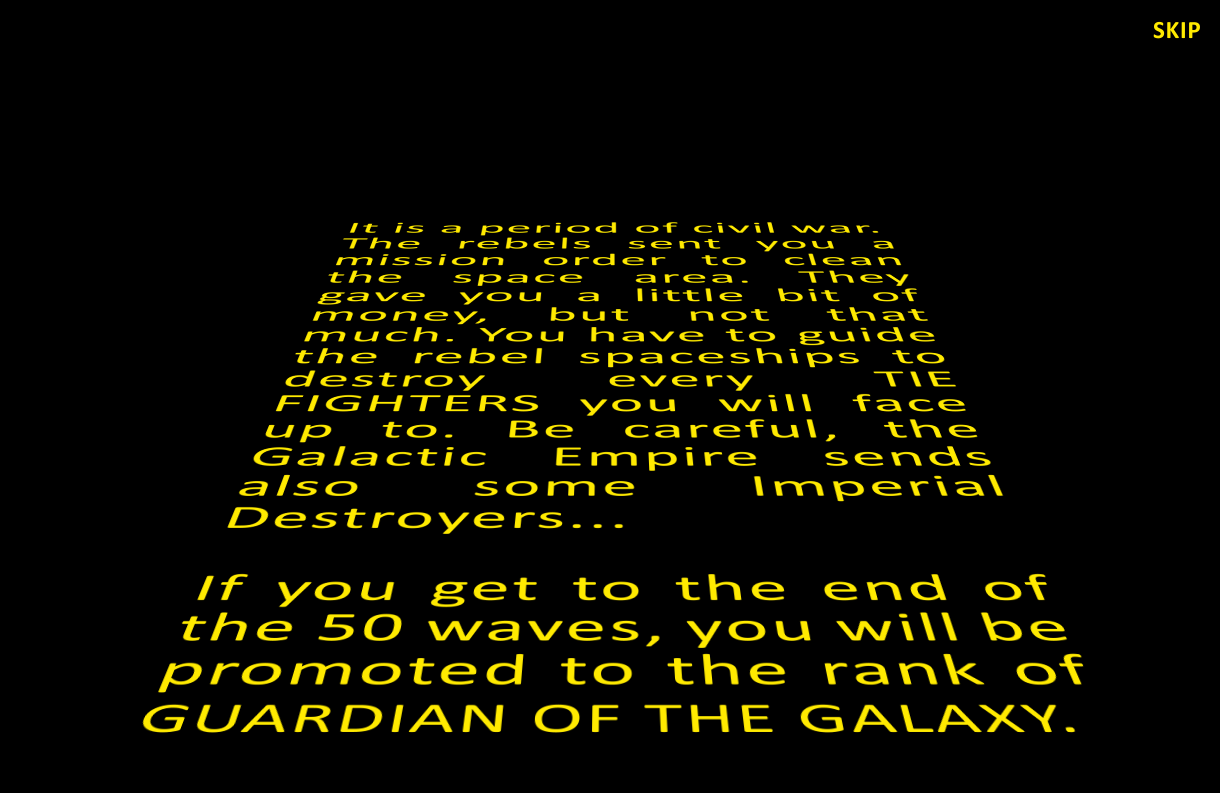 SKIP
It is a period of civil war.
The rebels sent you a
mission order to clean
the space area. They
gave you a little bit of
money, but not that
much. You have to guide
the rebel spaceships to
destroy every TIE
FIGHTERS you will face
up to. Be careful, the
Galactic Empire sends
also some Imperial
Destroyers...
If you get to the end of
the 50 waves, you will be
promoted to the rank of
GUARDIAN OF THE GALAXY.